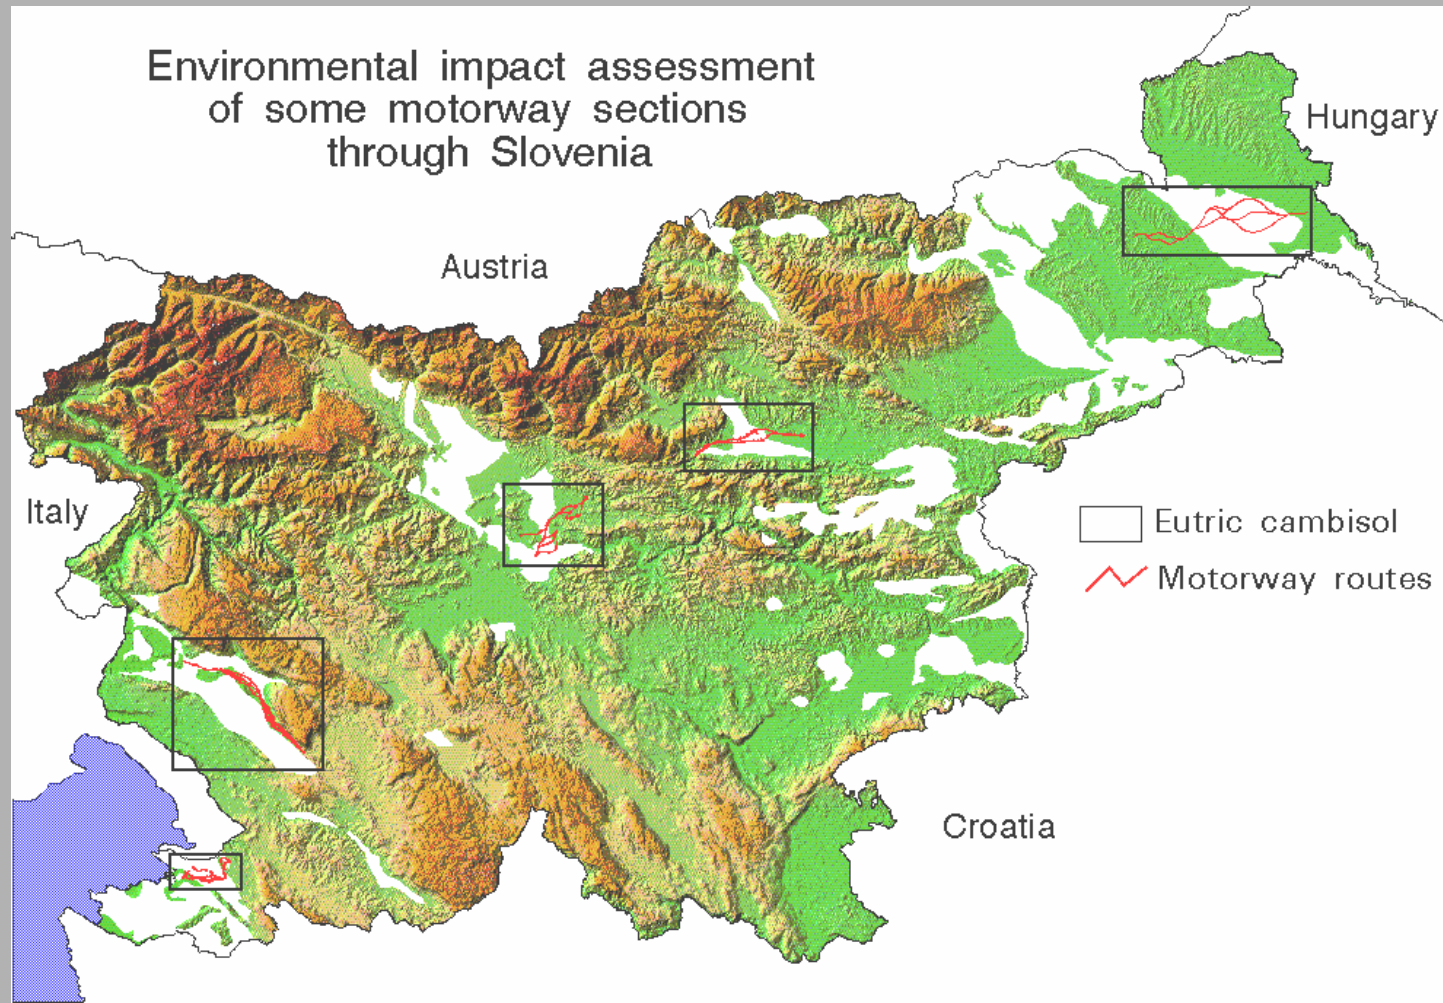 Environmental impact assessment
of some motorway sections
through Slovenia
Hungary
Austria
Italy
Eutric cambisol
Motorway routes
Croatia